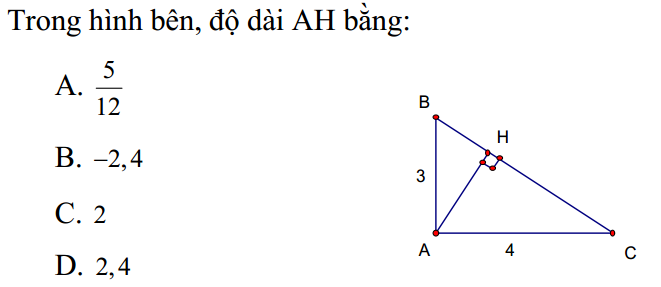 Trong hình bên, độ dài AH bằng:
A. 5/12
B. –2,4
C. 2
D. 2,4
B
H
3
A
4
C